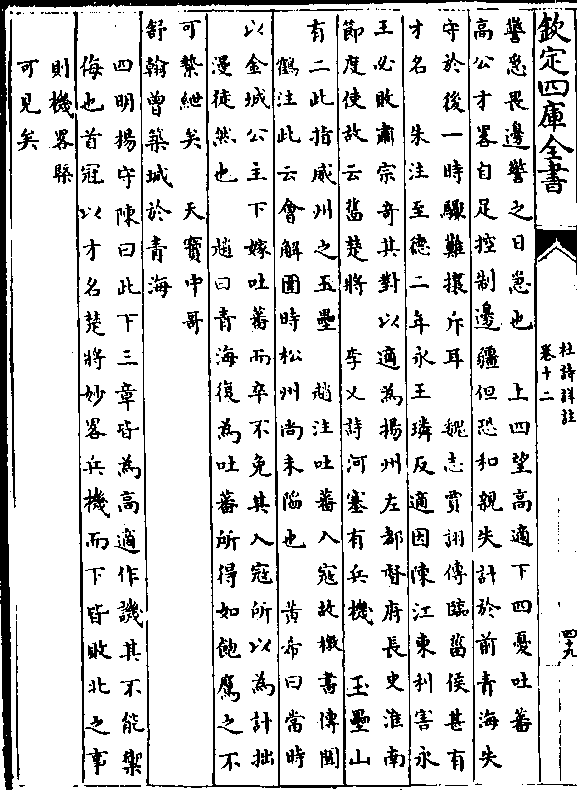 欽定四庫全書
杜詩詳註
卷十二
四十九
警急畏邊警之日急也　上四望高適下四憂吐蕃
高公才畧自足控制邊疆但恐和親失計於前青海失
守於後一時驟難攘斥耳　魏志賈詡傳臨菑侯甚有
才名　朱注至德二年永王璘反適因陳江東利害永
王必敗肅宗奇其對以適為揚州左都督府長史淮南
節度使故云舊楚將　李乂詩河塞有兵機　玉壘山
有二此指威州之玉壘　趙注吐蕃入寇故檄書傳聞
鶴注此云會解圍時松州尚未陷也　黄希曰當時
以金城公主下嫁吐蕃而卒不免其入寇所以為計拙
漫徒然也　趙曰青海復為吐蕃所得如飽鷹之不
可縶紲矣　天寶中哥
舒翰曾築城於青海
四明楊守陳曰此下三章皆為高適作譏其不能禦
侮也首冠以才名楚將妙畧兵機而下皆敗北之事
則機畧槩
可見矣